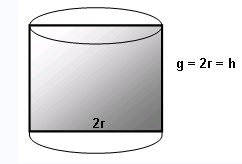 g = 2r = h
2r